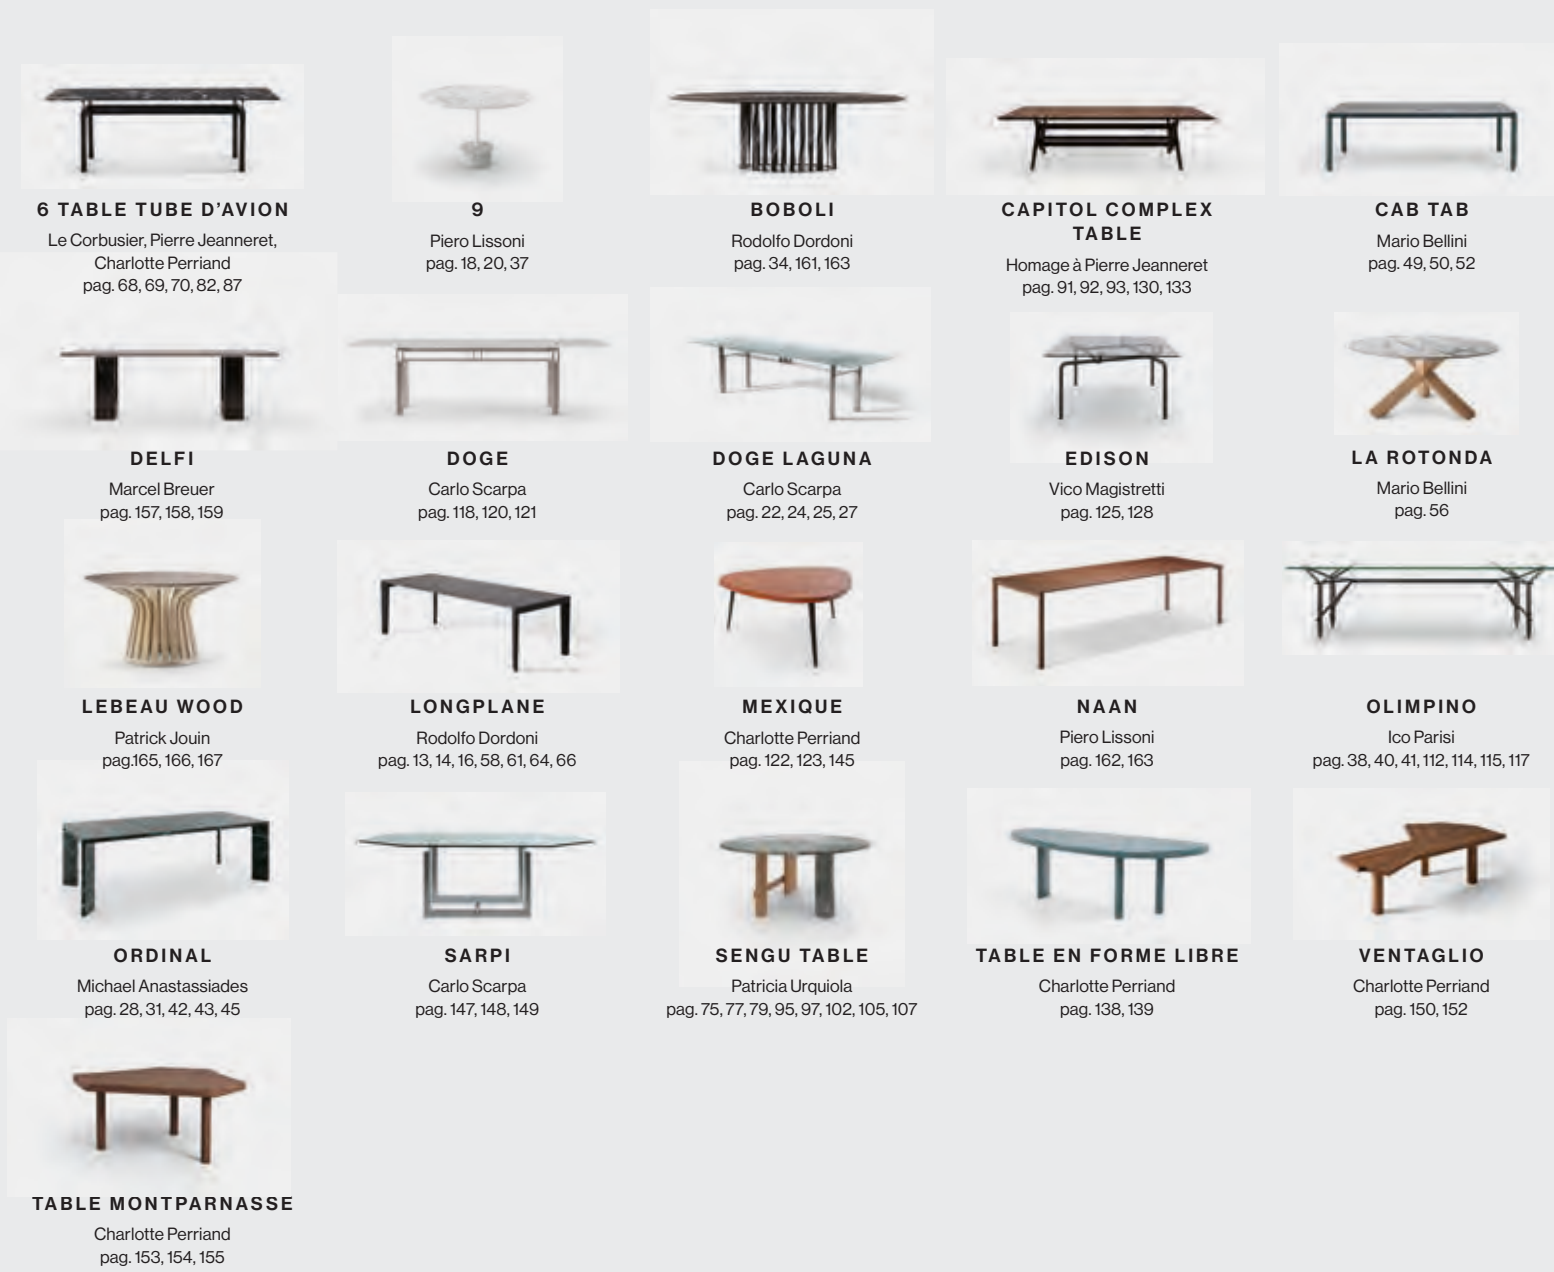 6 TABLE TUBE D’AVION
Le Corbusier, Pierre Jeanneret,
Charlotte Perriand
pag. 68, 69, 70, 82, 87
9
Piero Lissoni
pag. 18, 20, 37
BOBOLI
Rodolfo Dordoni
pag. 34, 161, 163
CAPITOL COMPLEX
TABLE
Homage à Pierre Jeanneret
pag. 91, 92, 93, 130, 133
CAB TAB
Mario Bellini
pag. 49, 50, 52
DELFI
Marcel Breuer
pag. 157, 158, 159
DOGE
Carlo Scarpa
pag. 118, 120, 121
DOGE LAGUNA
Carlo Scarpa
pag. 22, 24, 25, 27
EDISON
Vico Magistretti
pag. 125, 128
LA ROTONDA
Mario Bellini
pag. 56
LEBEAU WOOD
Patrick Jouin
pag.165, 166, 167
LONGPLANE
Rodolfo Dordoni
pag. 13, 14, 16, 58, 61, 64, 66
MEXIQUE
Charlotte Perriand
pag. 122, 123, 145
NAAN
Piero Lissoni
pag. 162, 163
OLIMPINO
Ico Parisi
pag. 38, 40, 41, 112, 114, 115, 117
ORDINAL
Michael Anastassiades
pag. 28, 31, 42, 43, 45
SARPI
Carlo Scarpa
pag. 147, 148, 149
SENGU TABLE
Patricia Urquiola
pag. 75, 77, 79, 95, 97, 102, 105, 107
TABLE EN FORME LIBRE
Charlotte Perriand
pag. 138, 139
VENTAGLIO
Charlotte Perriand
pag. 150, 152
TABLE MONTPARNASSE
Charlotte Perriand
pag. 153, 154, 155